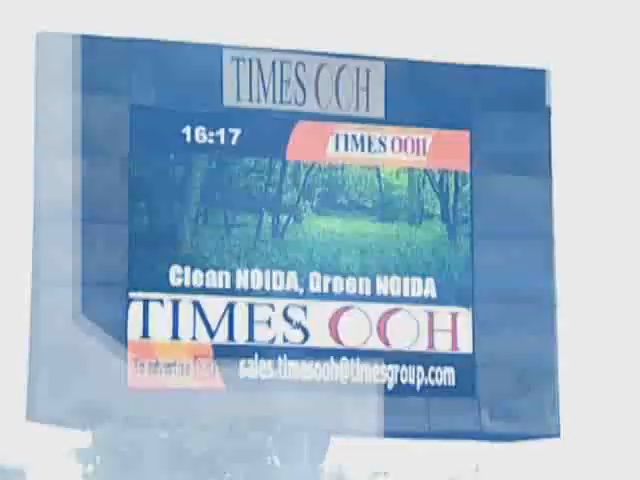 TIMES OOH
16:17
TIMES OOH
Clean NOIDA, Green NOIDA
TIMES OOH
sales.timesooh@timesgroup.com